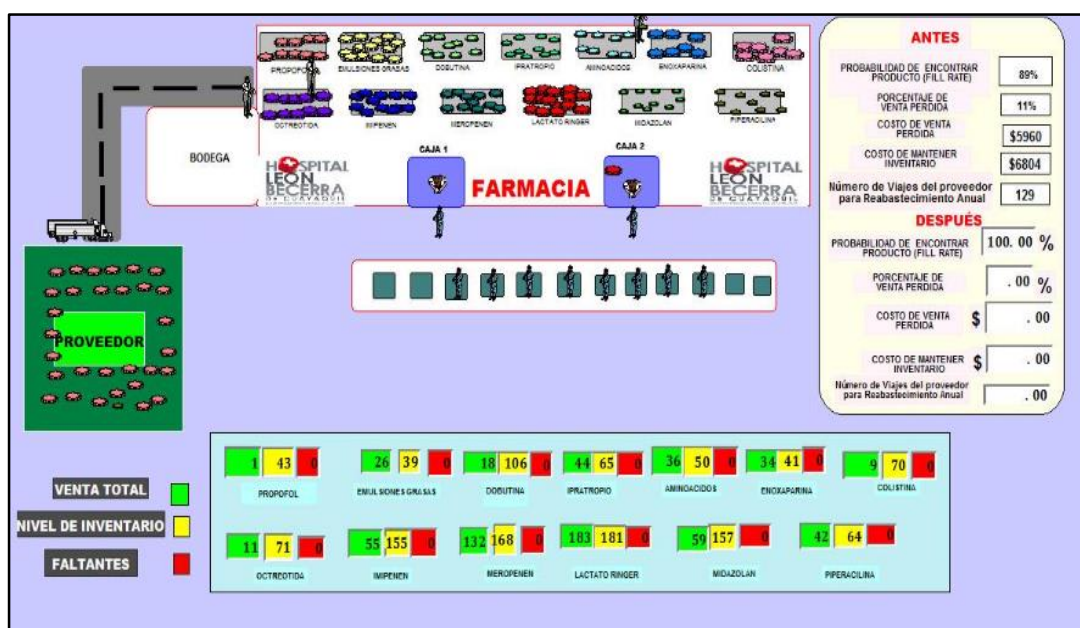 PROPOFOL
EMULSIONES GRASAS
DOBUTINA
IPRATROPIO
AMINOACIDOS
ENOXAPARINA
COLISTINA
OCTREOTIDA
IMIPENEN
MEROPENEN
LACTATO RINGER
MIDAZOLAN
PIPERACILINA
BODEGA
HOSPITAL
LEÓN
BECERRA
DE GUAYAQUIL
CAJA 1
FARMACIA
CAJA 2
HOSPITAL
LEÓN
BECERRA
DE GUAYAQUIL
PROVEEDOR
ANTES
PROBABILIDAD DE ENCONTRAR
PRODUCTO (FILL RATE)
89%
PORCENTAJE DE
VENTA PERDIDA
11%
COSTO DE VENTA
PERDIDA
$5960
COSTO DE MANTENER
INVENTARIO
$6804
Número de Viajes del proveedor
para Reabastecimiento Anual
129
DESPUÉS
PROBABILIDAD DE ENCONTRAR
PRODUCTO (FILL RATE)
100.00 %
PORCENTAJE DE
VENTA PERDIDA
.00 %
COSTO DE VENTA
PERDIDA
$ .00
COSTO DE MANTENER
INVENTARIO
$ .00
Número de Viajes del proveedor
para Reabastecimiento Anual
.00
VENTA TOTAL
NIVEL DE INVENTARIO
FALTANTES
1 43 0
26 39 0
18 106 0
44 65 0
36 50 0
34 41 0
9 70 0
PROPOFOL
EMULSIONES GRASAS
DOBUTINA
IPRATROPIO
AMINOACIDOS
ENOXAPARINA
COLISTINA
11 71 0
55 155 0
132 168 0
183 181 0
59 157 0
42 64 0
OCTREOTIDA
IMIPENEN
MEROPENEN
LACTATO RINGER
MIDAZOLAN
PIPERACILINA